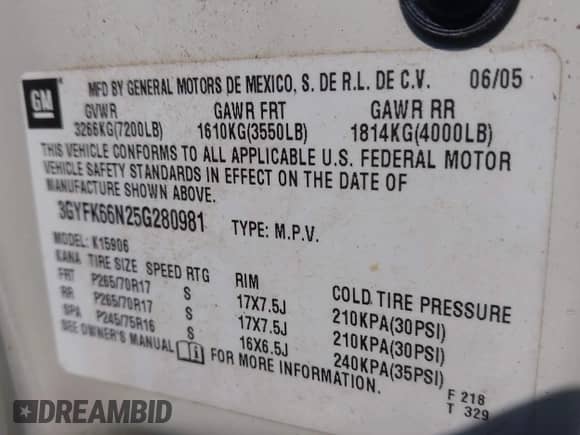 GM
MFD BY GENERAL MOTORS DE MEXICO, S. DE R.L. DE C.V. 06/05
GVWR GAWR FRT GAWR RR
3266KG(7200LB) 1610KG(3550LB) 1814KG(4000LB)
THIS VEHICLE CONFORMS TO ALL APPLICABLE U.S. FEDERAL MOTOR
VEHICLE SAFETY STANDARDS IN EFFECT ON THE DATE OF
MANUFACTURE SHOWN ABOVE.
3GYFK66N25G280981 TYPE: M.P.V.
MODEL: K15906
KANA TIRE SIZE SPEED RTG RIM COLD TIRE PRESSURE
FRT P265/70R17 S 17X7.5J 210KPA(30PSI)
RR P265/70R17 S 17X7.5J 210KPA(30PSI)
SPA P245/75R16 S 16X6.5J 240KPA(35PSI)
SEE OWNER'S MANUAL FOR MORE INFORMATION.
F 218
T 329
DREAMBID